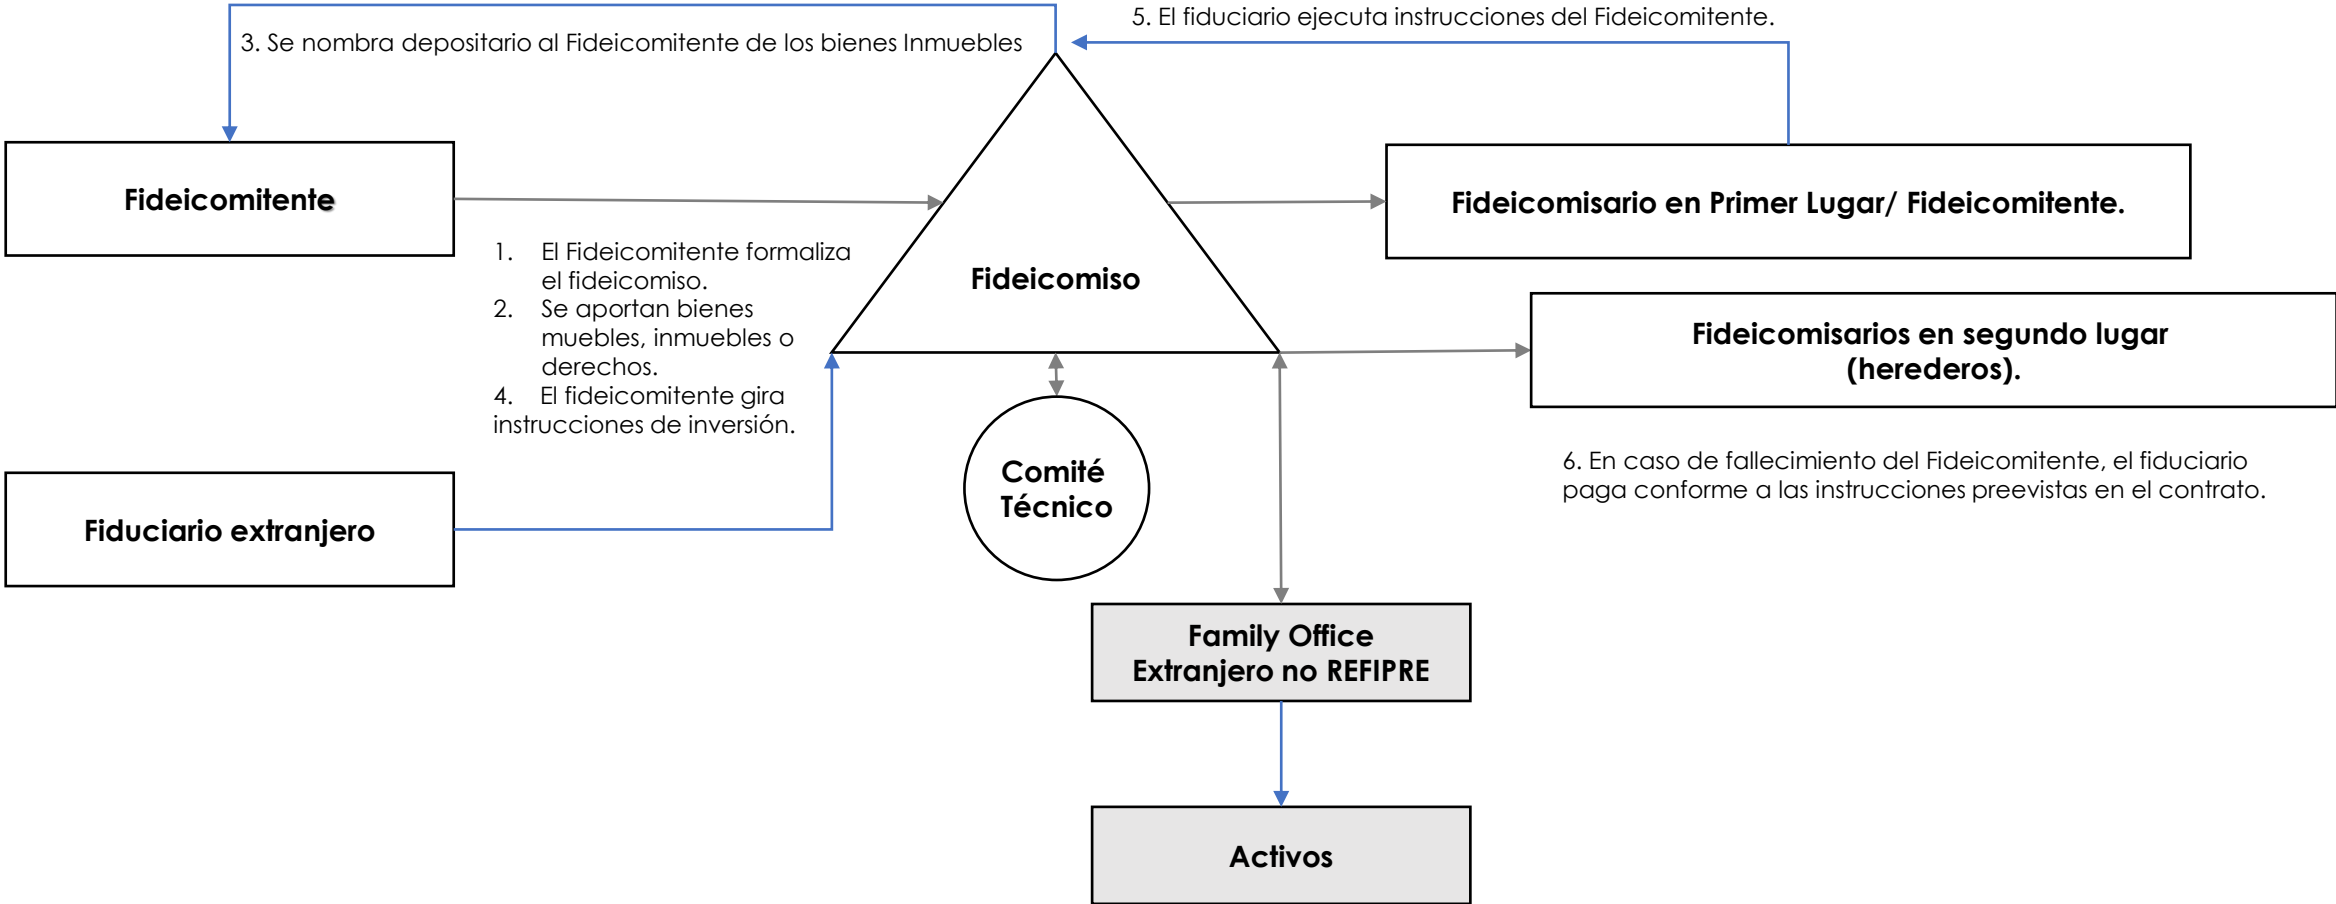 5. El fiduciario ejecuta instrucciones del Fideicomitente.
3. Se nombra depositario al Fideicomitente de los bienes Inmuebles
Fideicomitente
Fideicomisario en Primer Lugar/ Fideicomitente.
1. El Fideicomitente formaliza
el fideicomiso.
2. Se aportan bienes
muebles, inmuebles o
derechos.
4. El fideicomitente gira
instrucciones de inversión.
Fideicomiso
Fideicomisarios en segundo lugar
(herederos).
6. En caso de fallecimiento del Fideicomitente, el fiduciario
paga conforme a las instrucciones preevistas en el contrato.
Comité
Técnico
Fiduciario extranjero
Family Office
Extranjero no REFIPRE
Activos